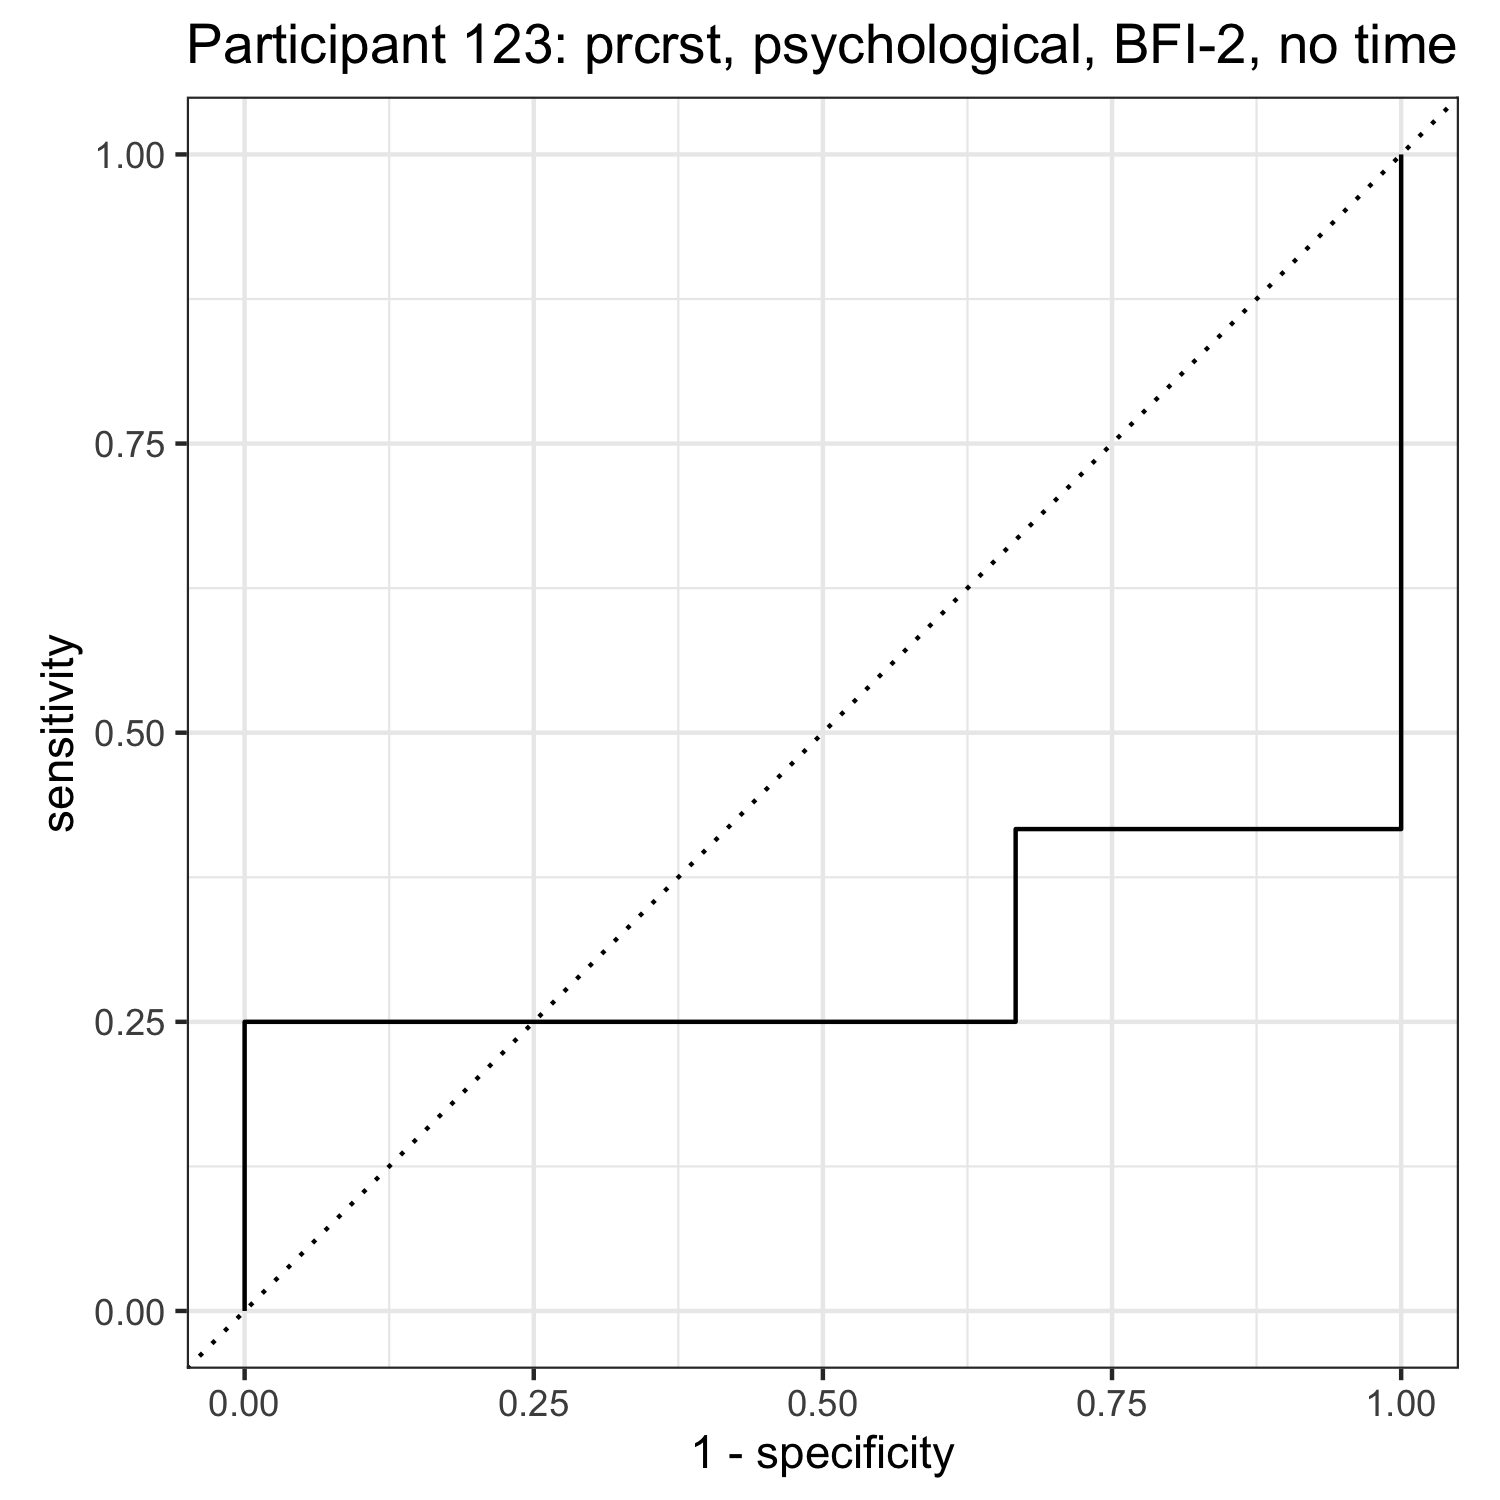 Participant 123: prcrst, psychological, BFI-2, no time
1.00
0.75
0.50
0.25
0.00
sensitivity
0.00 0.25 0.50 0.75 1.00
1 - specificity